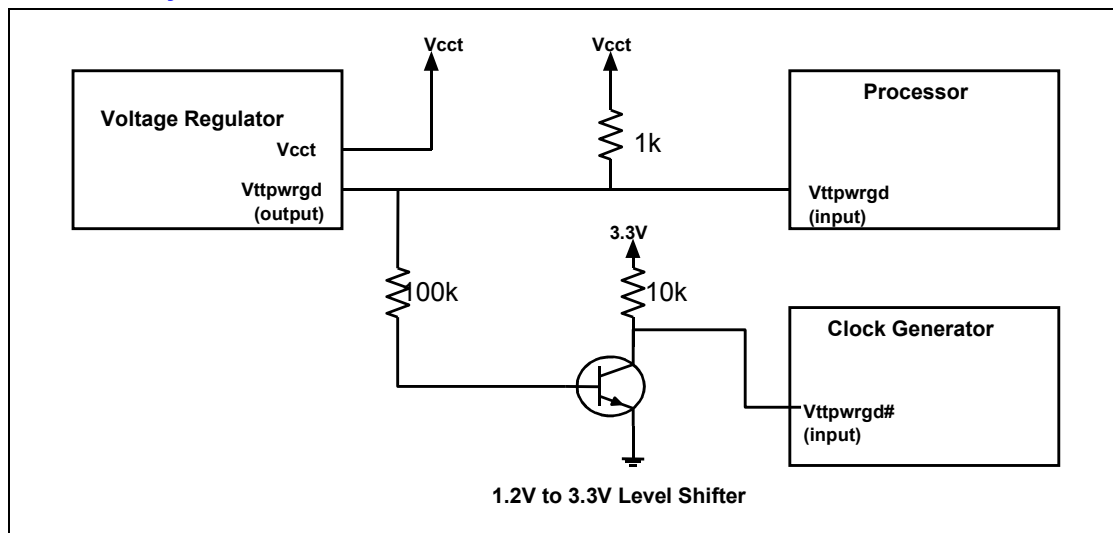 Vcct
Vcct
Voltage Regulator
Processor
1k
Vcct
Vttpwrgd
(output)
Vttpwrgd
(input)
3.3V
100k
10k
Clock Generator
Vttpwrgd#
(input)
1.2V to 3.3V Level Shifter